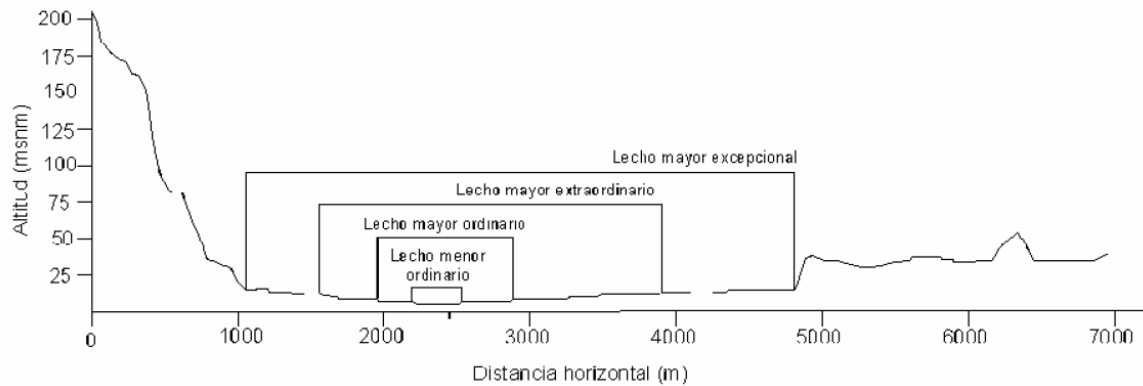 200
175
150
125
100
75
50
25
Altitud (msnm)
Lecho mayor excepcional
Lecho mayor extraordinario
Lecho mayor ordinario
Lecho menor
ordinario
0
1000
2000
3000
4000
5000
6000
7000
Distancia horizontal (m)